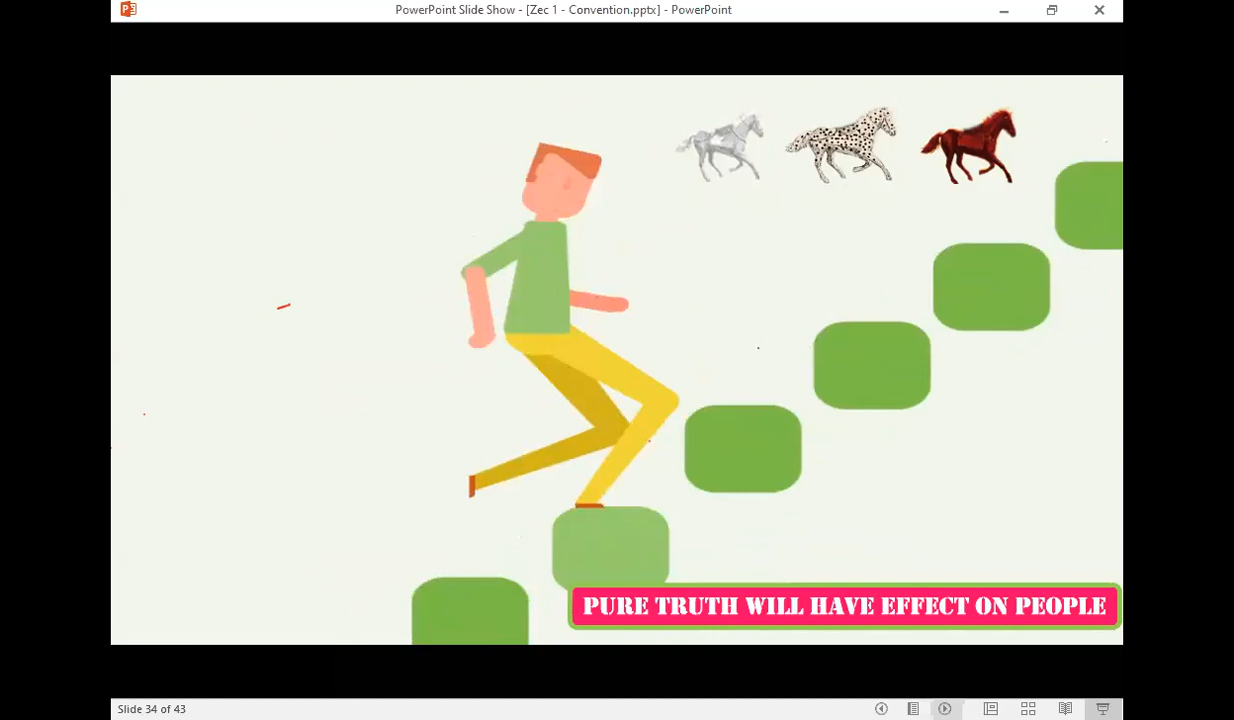 PowerPoint Slide Show - [Zec 1 - Convention.pptx] - PowerPoint
PURE TRUTH WILL HAVE EFFECT ON PEOPLE
Slide 34 of 43